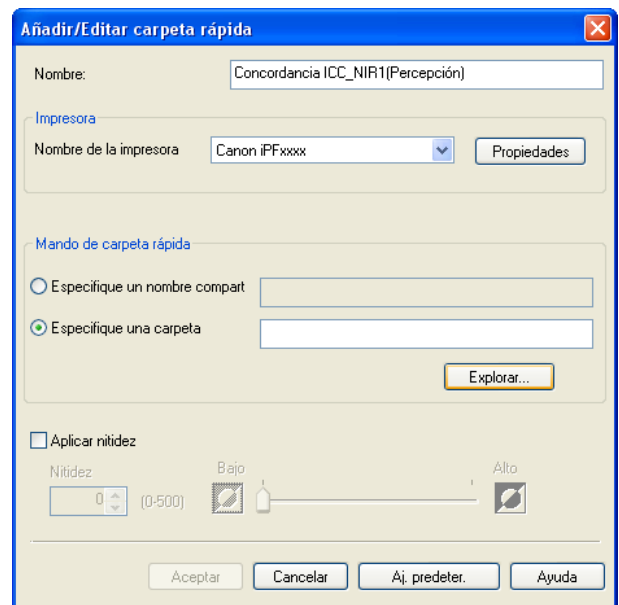 Añadir/Editar carpeta rápida
Nombre: Concordancia ICC_NIR1(Percepción)
Impresora
Nombre de la impresora Canon iPFxxxx Propiedades
Mando de carpeta rápida
Especifique un nombre compart
Especifique una carpeta
Explorar...
Aplicar nitidez
Nitidez Bajo Alto
0 (0-500)
Aceptar Cancelar Aj. predeter. Ayuda